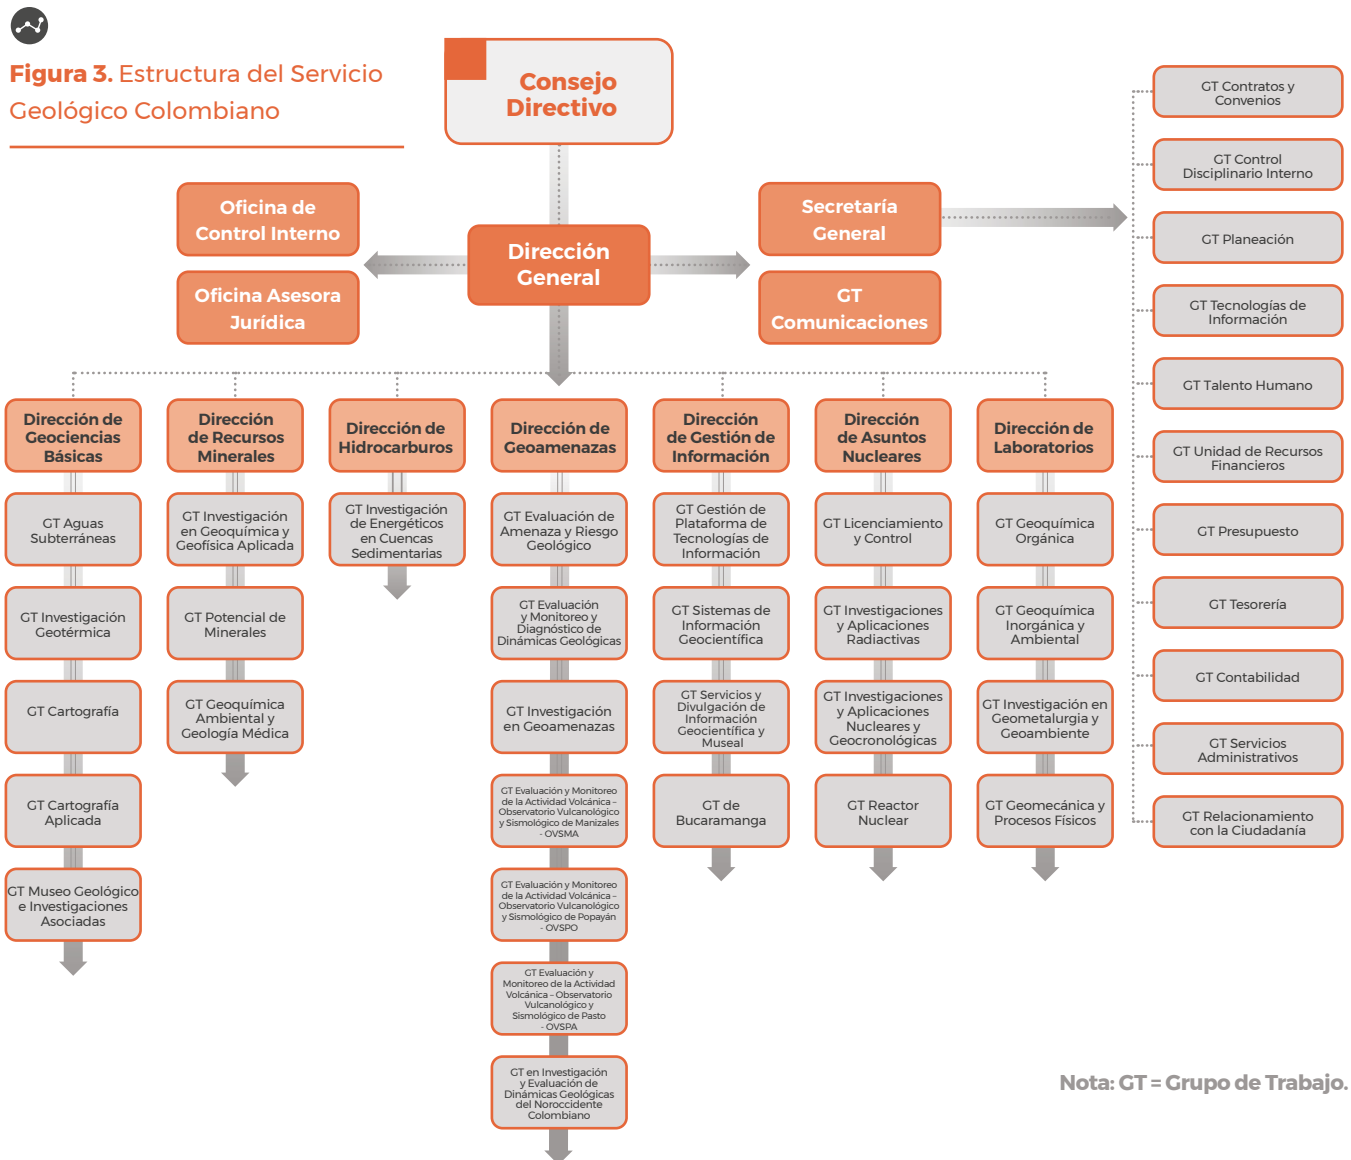 Figura 3. Estructura del Servicio
Geológico Colombiano
Consejo
Directivo
Oficina de
Control Interno
Oficina Asesora
Jurídica
Dirección
General
Secretaría
General
GT
Comunicaciones
GT Contratos y
Convenios
GT Control
Disciplinario Interno
GT Planeación
GT Tecnologías de
Información
GT Talento Humano
GT Unidad de Recursos
Financieros
GT Presupuesto
GT Tesorería
GT Contabilidad
GT Servicios
Administrativos
GT Relacionamiento
con la Ciudadanía
Dirección de
Geociencias
Básicas
GT Aguas
Subterráneas
GT Investigación
Geotérmica
GT Cartografía
GT Cartografía
Aplicada
GT Museo Geológico
e Investigaciones
Asociadas
Dirección
de Recursos
Minerales
GT Investigación
en Geoquímica y
Geofísica Aplicada
GT Potencial de
Minerales
GT Geoquímica
Ambiental y
Geología Médica
Dirección de
Hidrocarburos
GT Investigación
de Energéticos
en Cuencas
Sedimentarias
Dirección de
Geoamenazas
GT Evaluación de
Amenaza y Riesgo
Geológico
GT Evaluación
y Monitoreo y
Diagnóstico de
Dinámicas Geológicas
GT Investigación
en Geoamenazas
GT Evaluación y Monitoreo
de la Actividad Volcánica –
Observatorio Vulcanológico
y Sismológico de Manizales
- OVSMA
GT Evaluación y Monitoreo
de la Actividad Volcánica –
Observatorio Vulcanológico
y Sismológico de Popayán
- OVSPO
GT Evaluación y
Monitoreo de la Actividad
Volcánica – Observatorio
Vulcanológico y
Sismológico de Pasto
- OVSPA
GT en Investigación
y Evaluación de
Dinámicas Geológicas
del Noroccidente
Colombiano
Dirección
de Gestión de
Información
GT Gestión de
Plataforma de
Tecnologías de
Información
GT Sistemas de
Información
Geocientífica
GT Servicios y
Divulgación de
Información
Geocientífica y
Museal
GT de
Bucaramanga
Dirección
de Asuntos
Nucleares
GT Licenciamiento
y Control
GT Investigaciones
y Aplicaciones
Radiactivas
GT Investigaciones
y Aplicaciones
Nucleares y
Geocronológicas
GT Reactor
Nuclear
Dirección de
Laboratorios
GT Geoquímica
Orgánica
GT Geoquímica
Inorgánica y
Ambiental
GT Investigación en
Geometalurgia y
Geoambiente
GT Geomecánica y
Procesos Físicos
Nota: GT = Grupo de Trabajo.